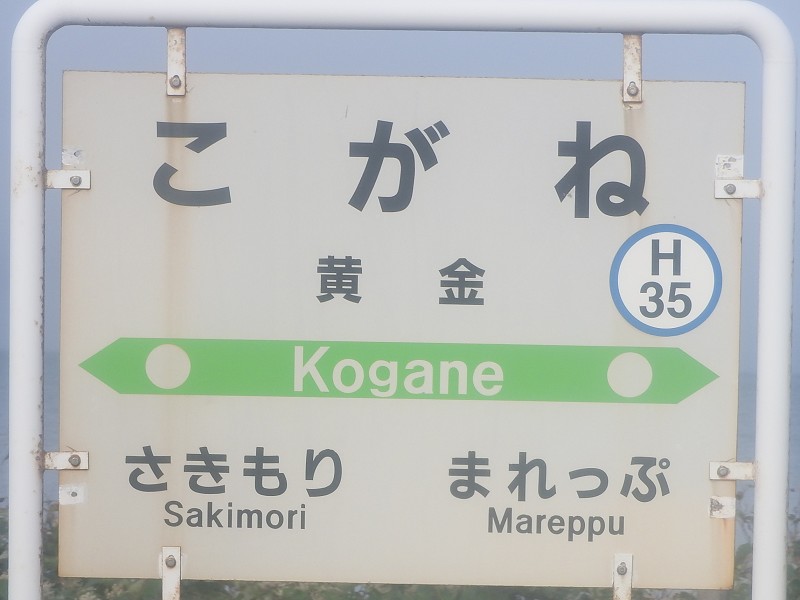 こがね
黄金
H
35
Kogane
さきもり
Sakimori
まれっぷ
Mareppu